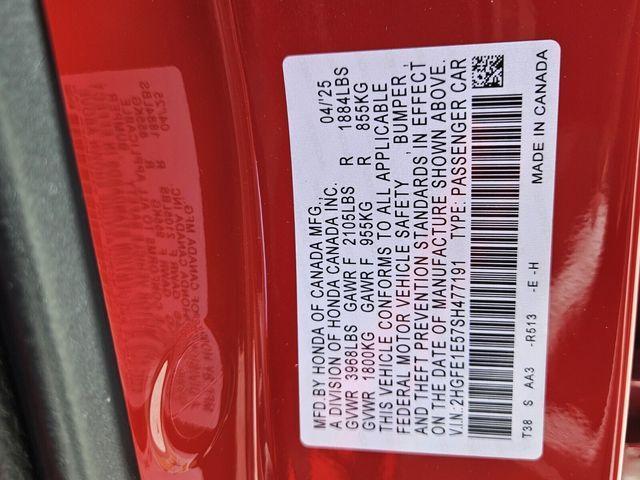 MFD.BY HONDA OF CANADA MFG.,
A DIVISION OF HONDA CANADA INC. 04/'25
GVWR 3968LBS GAWR F 2105LBS R 1884LBS
GVWR 1800KG GAWR F 955KG R 855KG
THIS VEHICLE CONFORMS TO ALL APPLICABLE
FEDERAL MOTOR VEHICLE SAFETY, BUMPER,
AND THEFT PREVENTION STANDARDS IN EFFECT
ON THE DATE OF MANUFACTURE SHOWN ABOVE.
V.I.N.:2HGFE1E57SH477191 TYPE: PASSENGER CAR
T38 S AA3 -R513 -E -H MADE IN CANADA